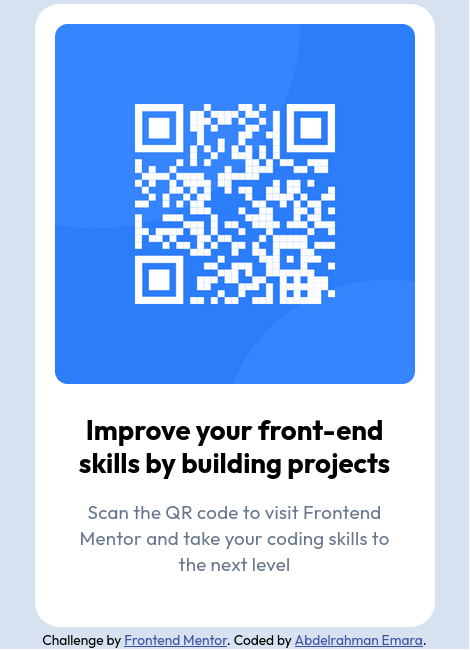 Improve your front-end
skills by building projects
Scan the QR code to visit Frontend
Mentor and take your coding skills to
the next level
Challenge by Frontend Mentor. Coded by Abdelrahman Emara.